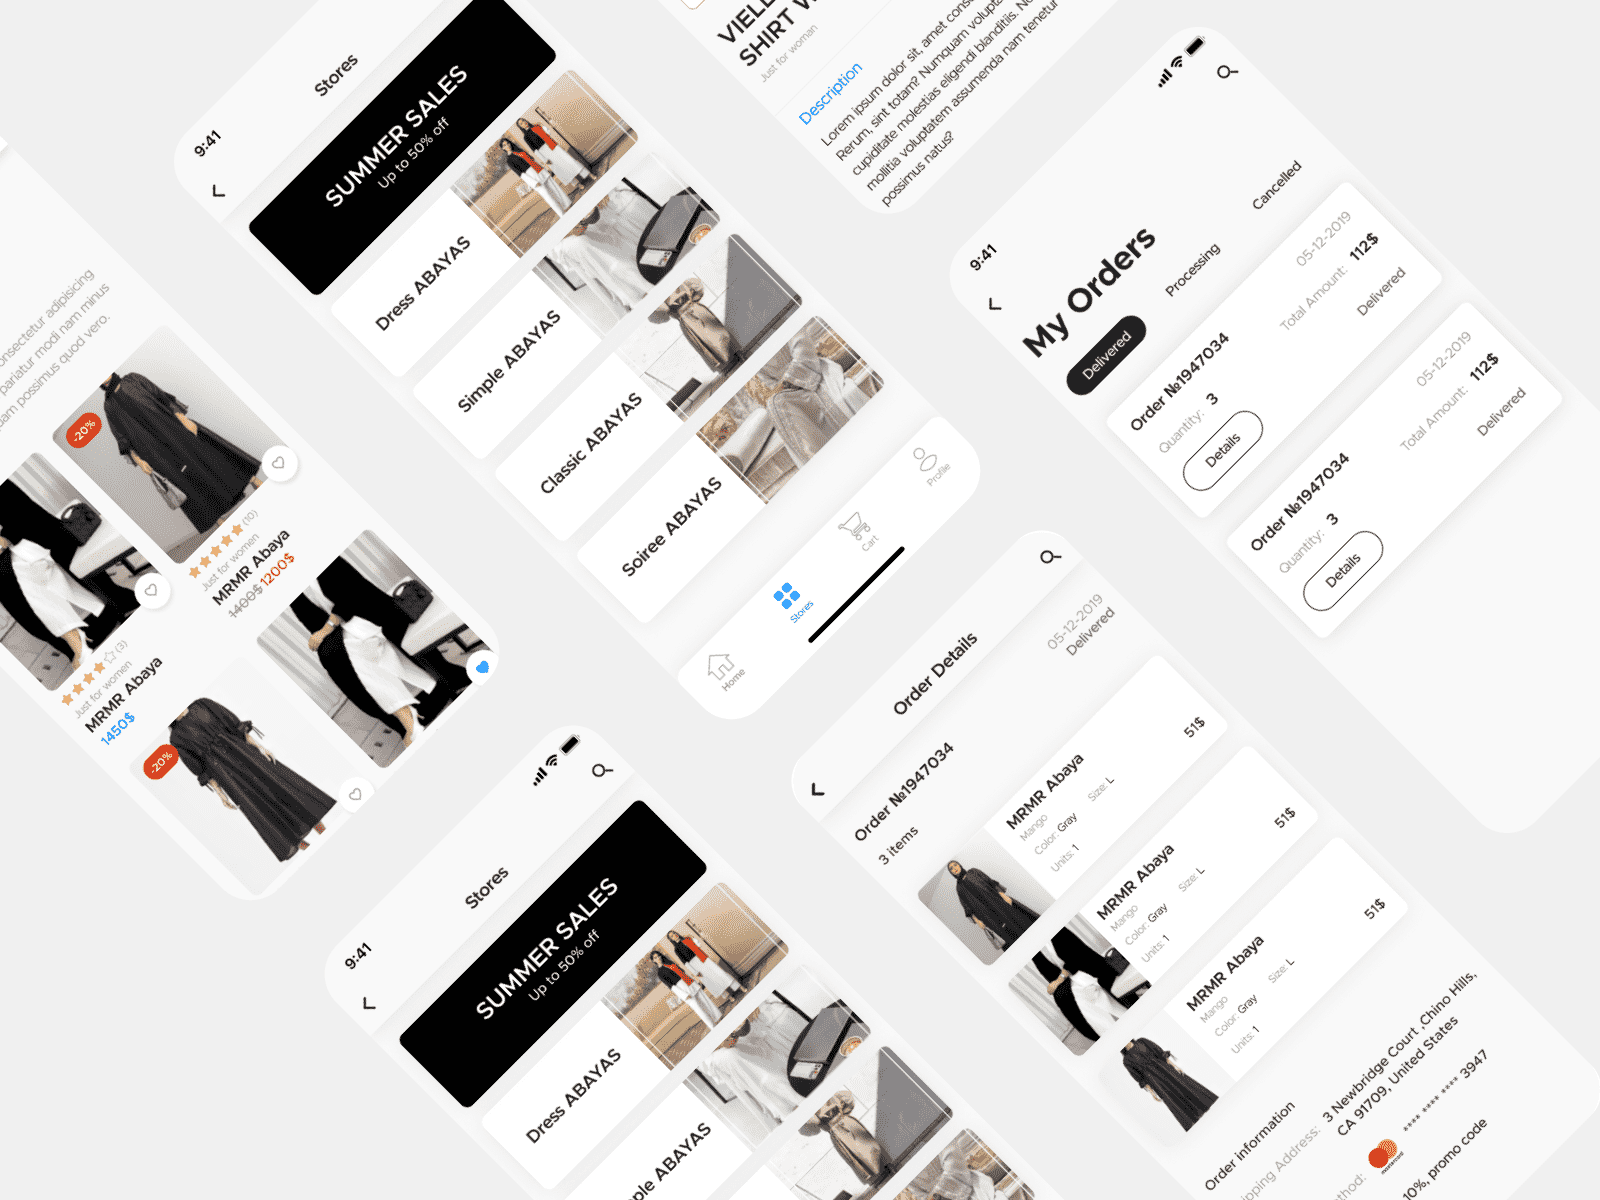 onsectetur adipisicing
pariatur modi nam minus
am possimus quod vero.
-20%
(10)
Just for women
MRMR Abaya
1400$ 1200$
(3)
Just for women
MRMR Abaya
1450$
-20%
9:41
Stores
SUMMER SALES
Up to 50% off
Dress ABAYAS
Simple ABAYAS
Classic ABAYAS
Soiree ABAYAS
Home
Stores
Cart
Profile
SHIRT
Just for woman
Description
Lorem ipsum dolor sit, amet cons
Rerum, sint totam? Numquam volupta
cupiditate molestias eligendi blanditiis. N
mollitia voluptatem assumenda nam tenetur
possimus natus?
9:41
My Orders
Delivered
Processing
Cancelled
Order №1947034
05-12-2019
Quantity: 3
Total Amount: 112$
Details
Delivered
Order №1947034
05-12-2019
Quantity: 3
Total Amount: 112$
Details
Delivered
9:41
Stores
SUMMER SALES
Up to 50% off
Dress ABAYAS
ple ABAYAS
Order Details
Order №1947034
05-12-2019
3 items
Delivered
MRMR Abaya
Mango
Color: Gray
Size: L
Units: 1
51$
MRMR Abaya
Mango
Color: Gray
Size: L
Units: 1
51$
MRMR Abaya
Mango
Color: Gray
Size: L
Units: 1
51$
Order information
pping Address: 3 Newbridge Court ,Chino Hills,
CA 91709, United States
thod: mastercard **** **** **** 3947
10%, promo code